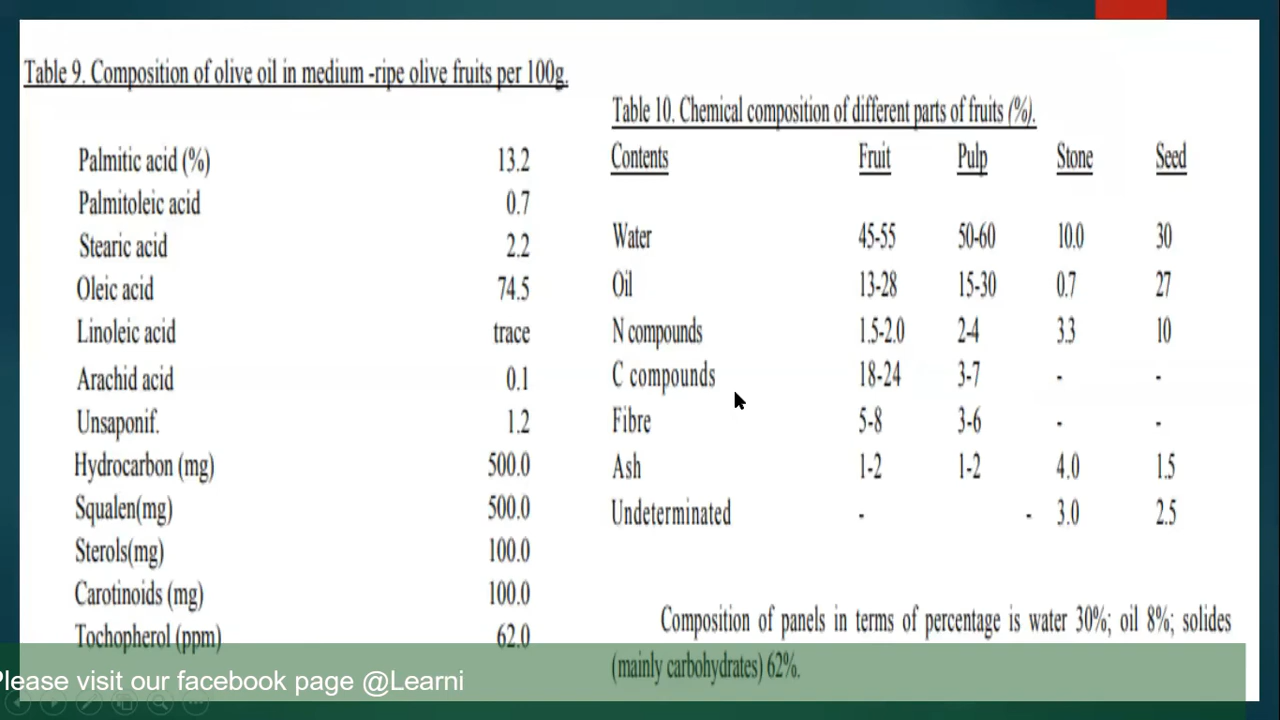 Table 9. Composition of olive oil in medium -ripe olive fruits per 100g.
Palmitic acid (%) 13.2
Palmitoleic acid 0.7
Stearic acid 2.2
Oleic acid 74.5
Linoleic acid trace
Arachid acid 0.1
Unsaponif. 1.2
Hydrocarbon (mg) 500.0
Squalen(mg) 500.0
Sterols(mg) 100.0
Carotinoids (mg) 100.0
Tochopherol (ppm) 62.0
Table 10. Chemical composition of different parts of fruits (%).
Contents Fruit Pulp Stone Seed
Water 45-55 50-60 10.0 30
Oil 13-28 15-30 0.7 27
N compounds 1.5-2.0 2-4 3.3 10
C compounds 18-24 3-7 - -
Fibre 5-8 3-6 - -
Ash 1-2 1-2 4.0 1.5
Undeterminated - - 3.0 2.5
Composition of panels in terms of percentage is water 30%; oil 8%; solides
(mainly carbohydrates) 62%.
Please visit our facebook page @Learni